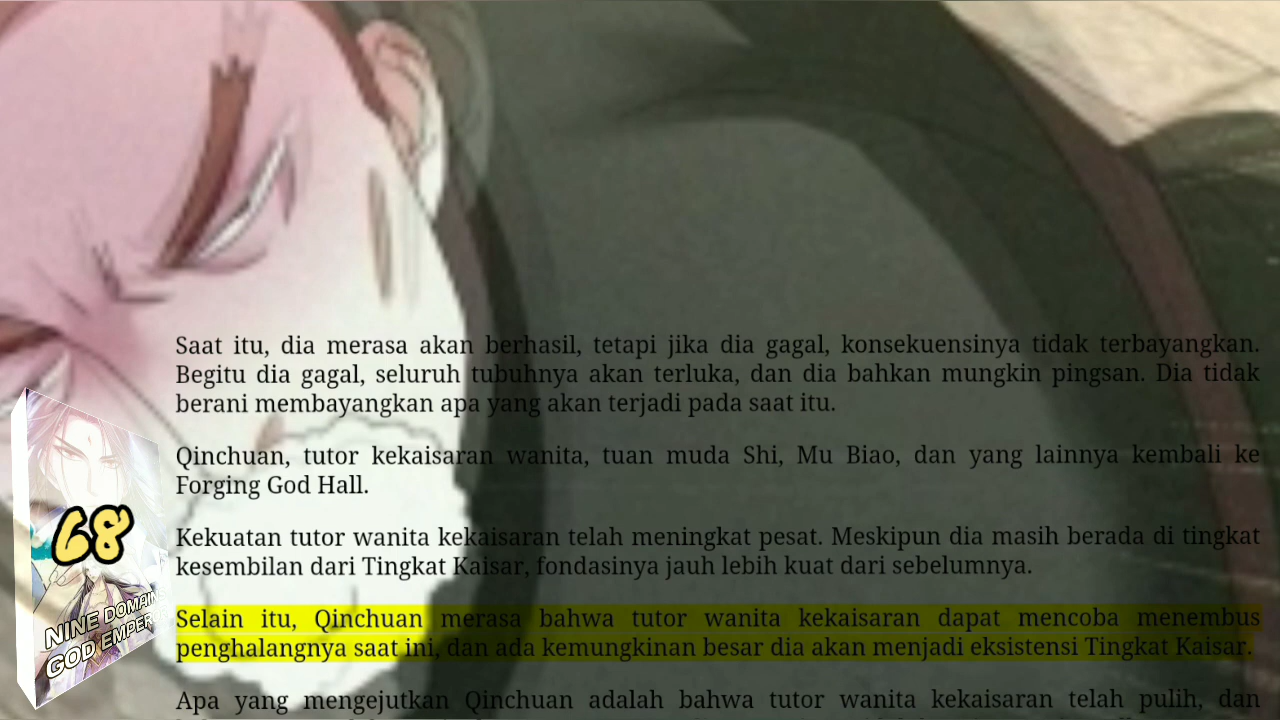 Saat itu, dia merasa akan berhasil, tetapi jika dia gagal, konsekuensinya tidak terbayangkan.
Begitu dia gagal, seluruh tubuhnya akan terluka, dan dia bahkan mungkin pingsan. Dia tidak
berani membayangkan apa yang akan terjadi pada saat itu.
Qinchuan, tutor kekaisaran wanita, tuan muda Shi, Mu Biao, dan yang lainnya kembali ke
Forging God Hall.
Kekuatan tutor wanita kekaisaran telah meningkat pesat. Meskipun dia masih berada di tingkat
kesembilan dari Tingkat Kaisar, fondasinya jauh lebih kuat dari sebelumnya.
Selain itu, Qinchuan merasa bahwa tutor wanita kekaisaran dapat mencoba menembus
penghalangnya saat ini, dan ada kemungkinan besar dia akan menjadi eksistensi Tingkat Kaisar.
Apa yang mengejutkan Qinchuan adalah bahwa tutor wanita kekaisaran telah pulih, dan
68
NINE DOMAIN
GOD EMPER